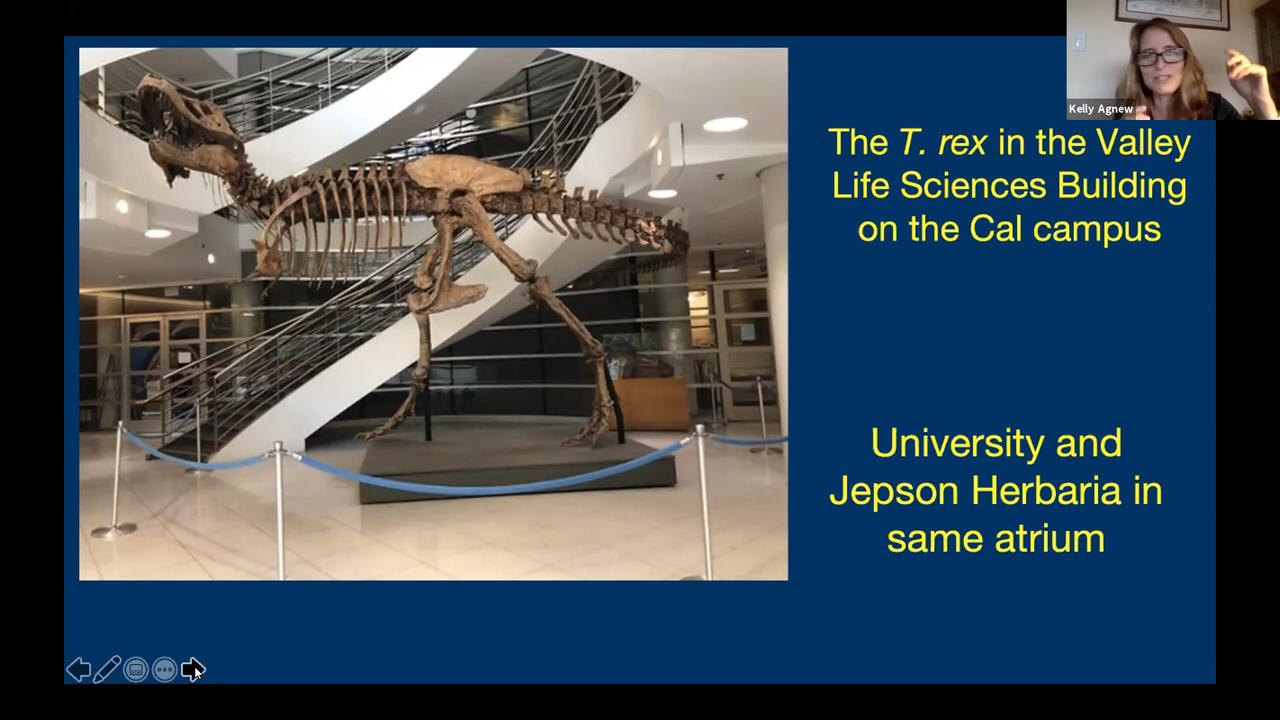 Kelly Agnew
The T. rex in the Valley
Life Sciences Building
on the Cal campus
University and
Jepson Herbaria in
same atrium